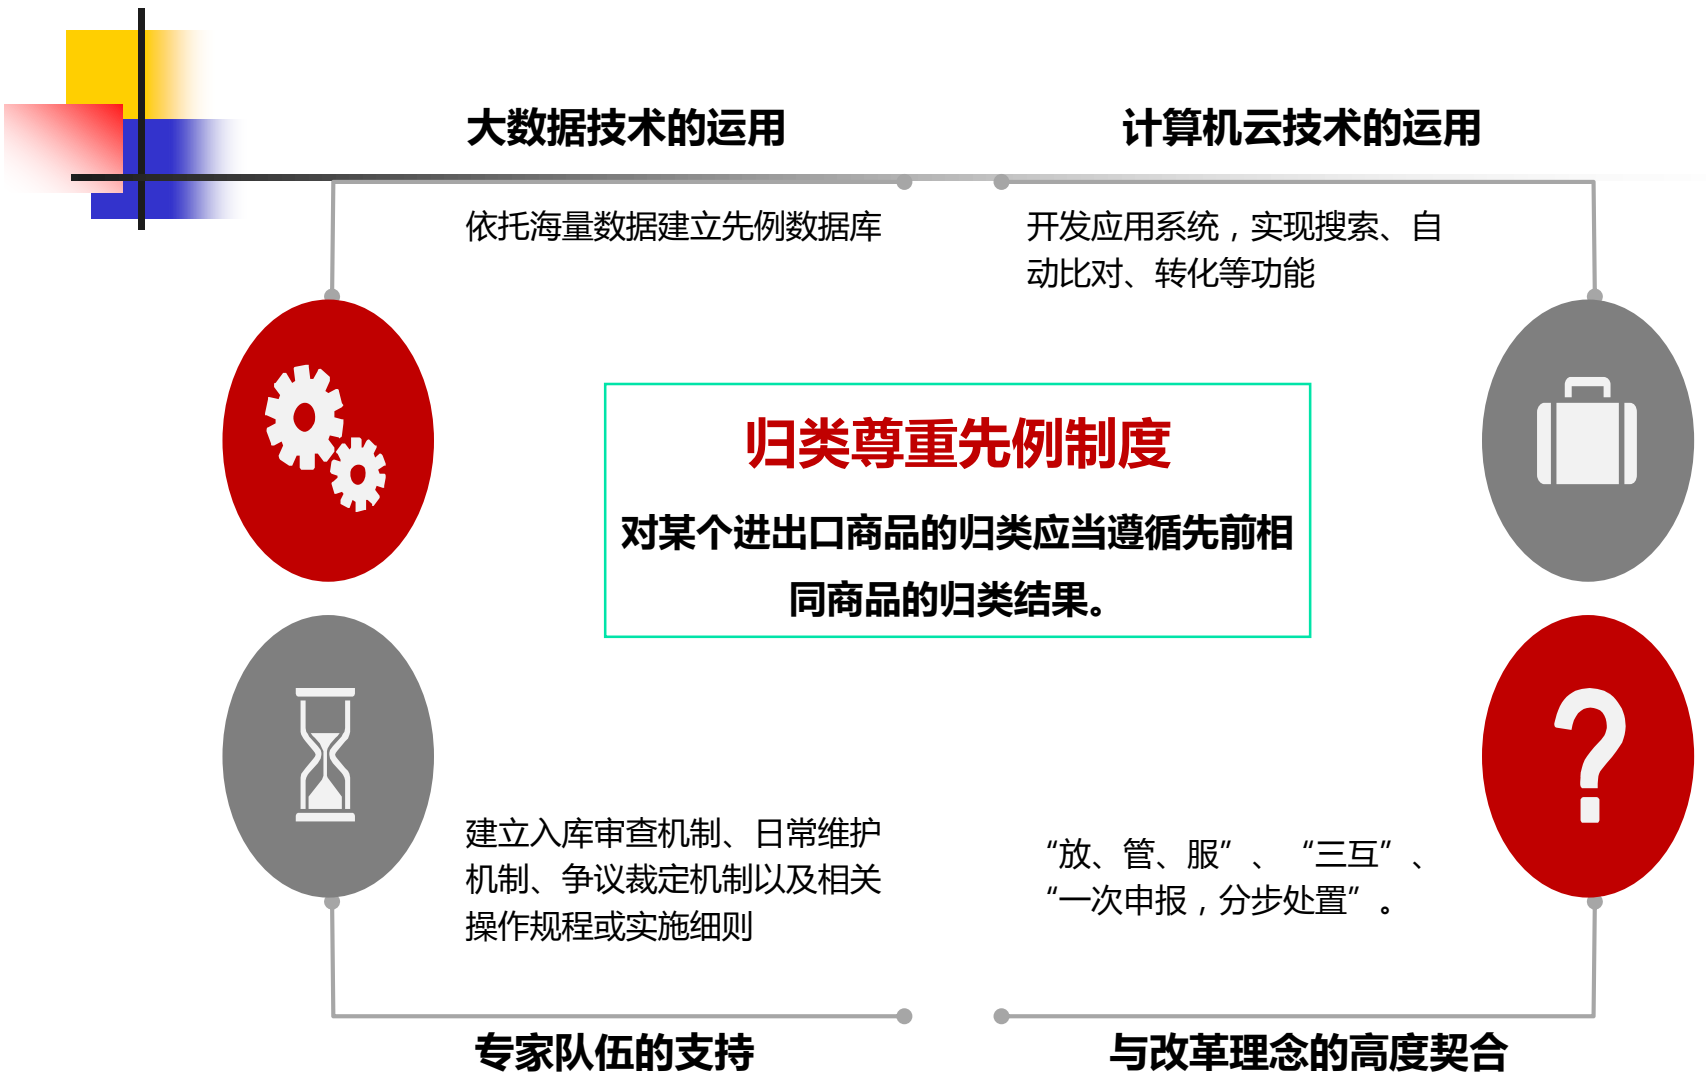 大数据技术的运用
计算机云技术的运用
依托海量数据建立先例数据库
开发应用系统，实现搜索、自
动比对、转化等功能
归类尊重先例制度
对某个进出口商品的归类应当遵循先前相
同商品的归类结果。
建立入库审查机制、日常维护
机制、争议裁定机制以及相关
操作规程或实施细则
“放、管、服”、“三互”、
“一次申报，分步处置”。
专家队伍的支持
与改革理念的高度契合